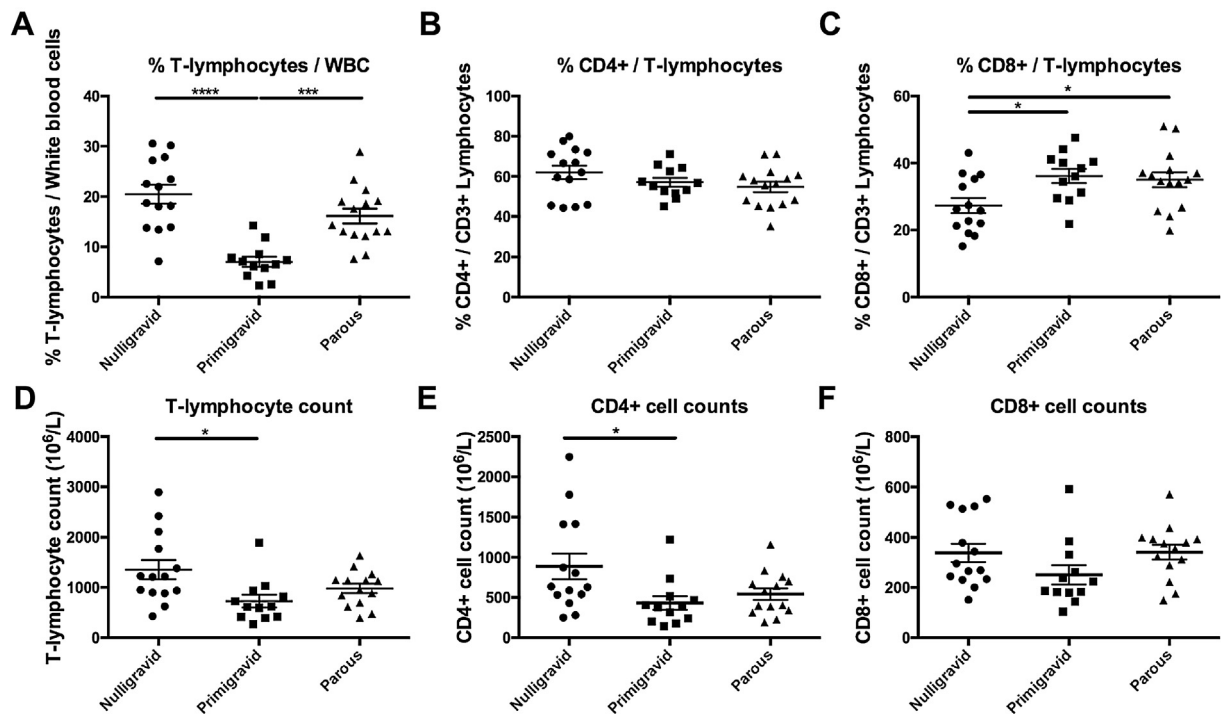 A
% T-lymphocytes / WBC
% T-lymphocytes / White blood cells
40
30
20
10
0
****
***
Nulligravid
Primigravid
Parous
B
% CD4+ / T-lymphocytes
% CD4+ / CD3+ Lymphocytes
100
80
60
40
20
0
Nulligravid
Primigravid
Parous
C
% CD8+ / T-lymphocytes
% CD8+ / CD3+ Lymphocytes
60
40
20
0
*
*
Nulligravid
Primigravid
Parous
D
T-lymphocyte count
T-lymphocyte count (10⁶/L)
4000
3000
2000
1000
0
*
Nulligravid
Primigravid
Parous
E
CD4+ cell counts
CD4+ cell count (10⁶/L)
2500
2000
1500
1000
500
0
*
Nulligravid
Primigravid
Parous
F
CD8+ cell counts
CD8+ cell count (10⁶/L)
800
600
400
200
0
Nulligravid
Primigravid
Parous